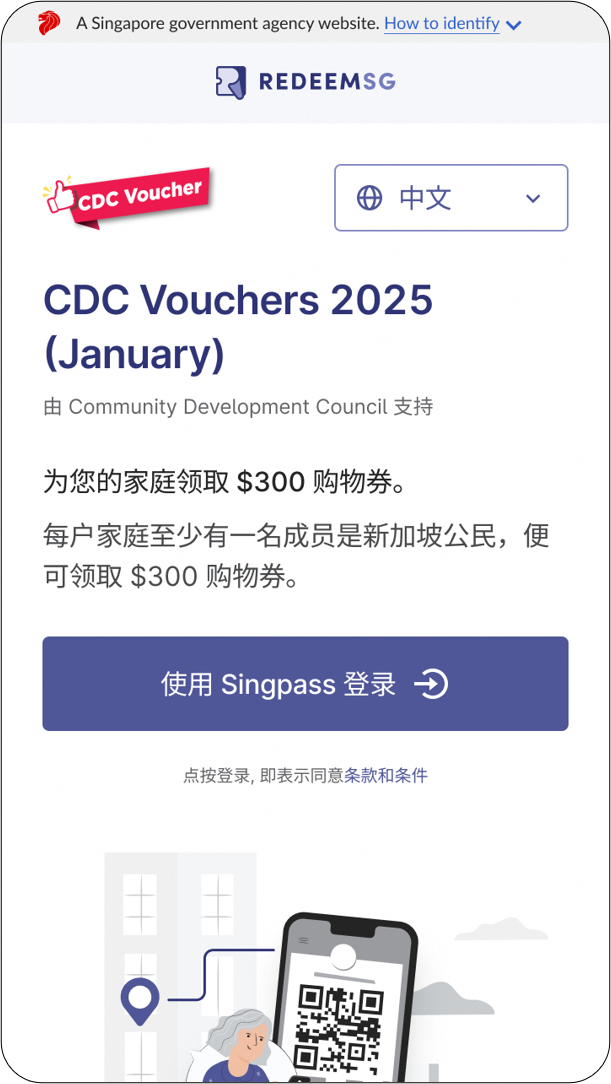 A Singapore government agency website. How to identify
REDEEMSG
CDC Voucher
中文
CDC Vouchers 2025
(January)
由 Community Development Council 支持
为您的家庭领取 $300 购物券。
每户家庭至少有一名成员是新加坡公民，便
可领取 $300 购物券。
使用 Singpass 登录
点按登录, 即表示同意条款和条件